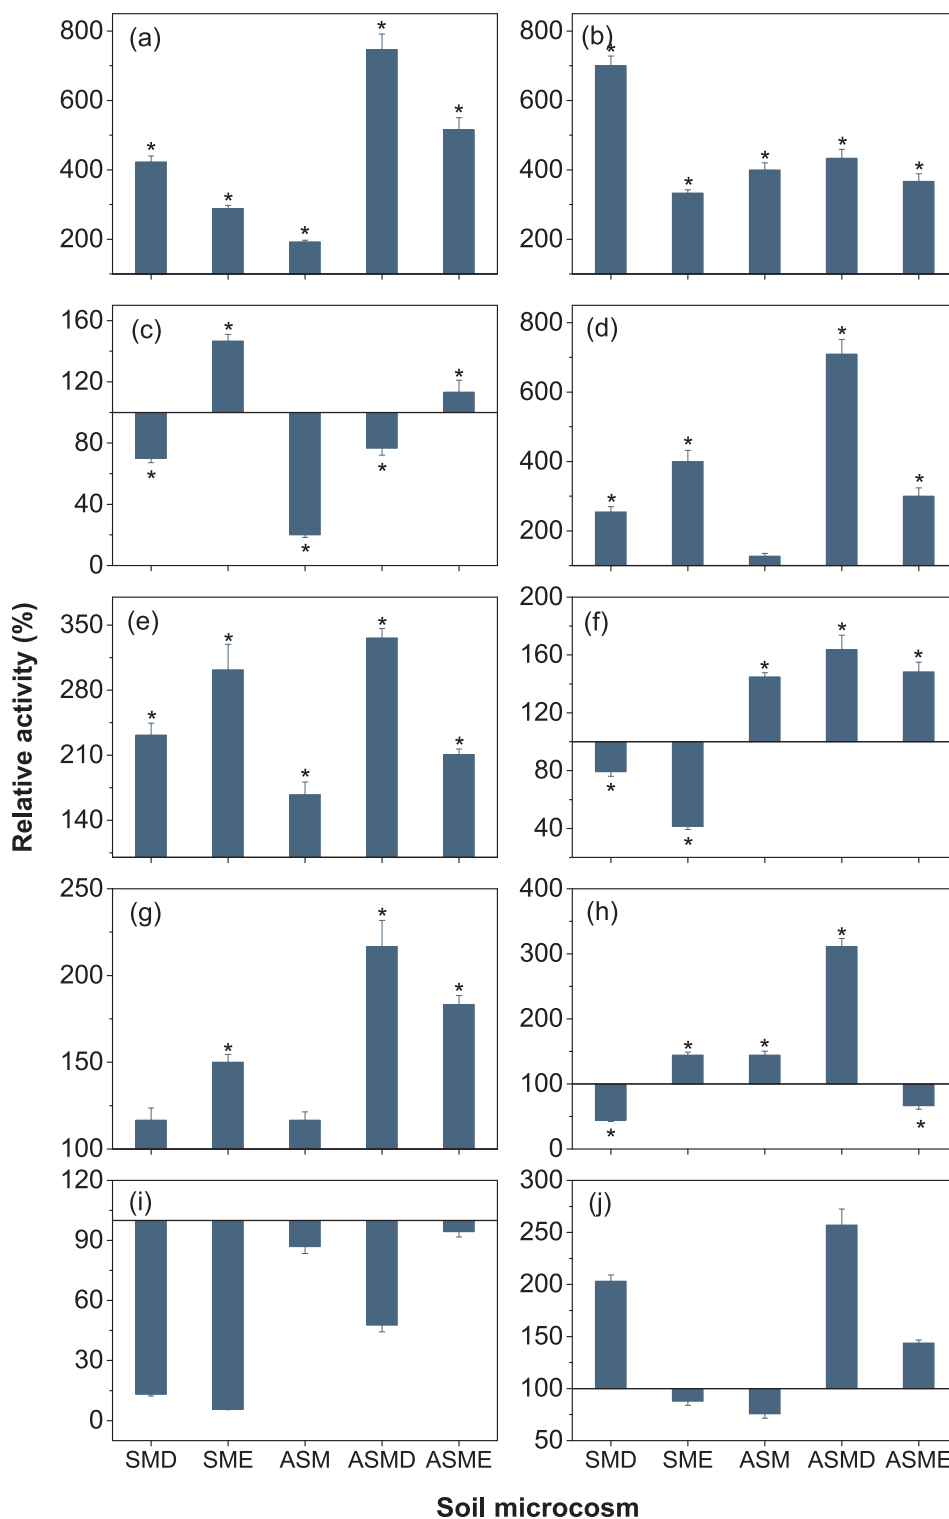 (a)
800
600
400
200
* * * * *
(b)
800
600
400
200
* * * * *
(c)
160
120
80
40
0
* * * * *
(d)
800
600
400
200
* * * *
Relative activity (%)
(e)
350
280
210
140
* * * * *
(f)
200
160
120
80
40
* * * * *
(g)
250
200
150
100
* * *
(h)
400
300
200
100
0
* * * * *
(i)
120
90
60
30
0
SMD SME ASM ASMD ASME
(j)
300
250
200
150
100
50
SMD SME ASM ASMD ASME
Soil microcosm